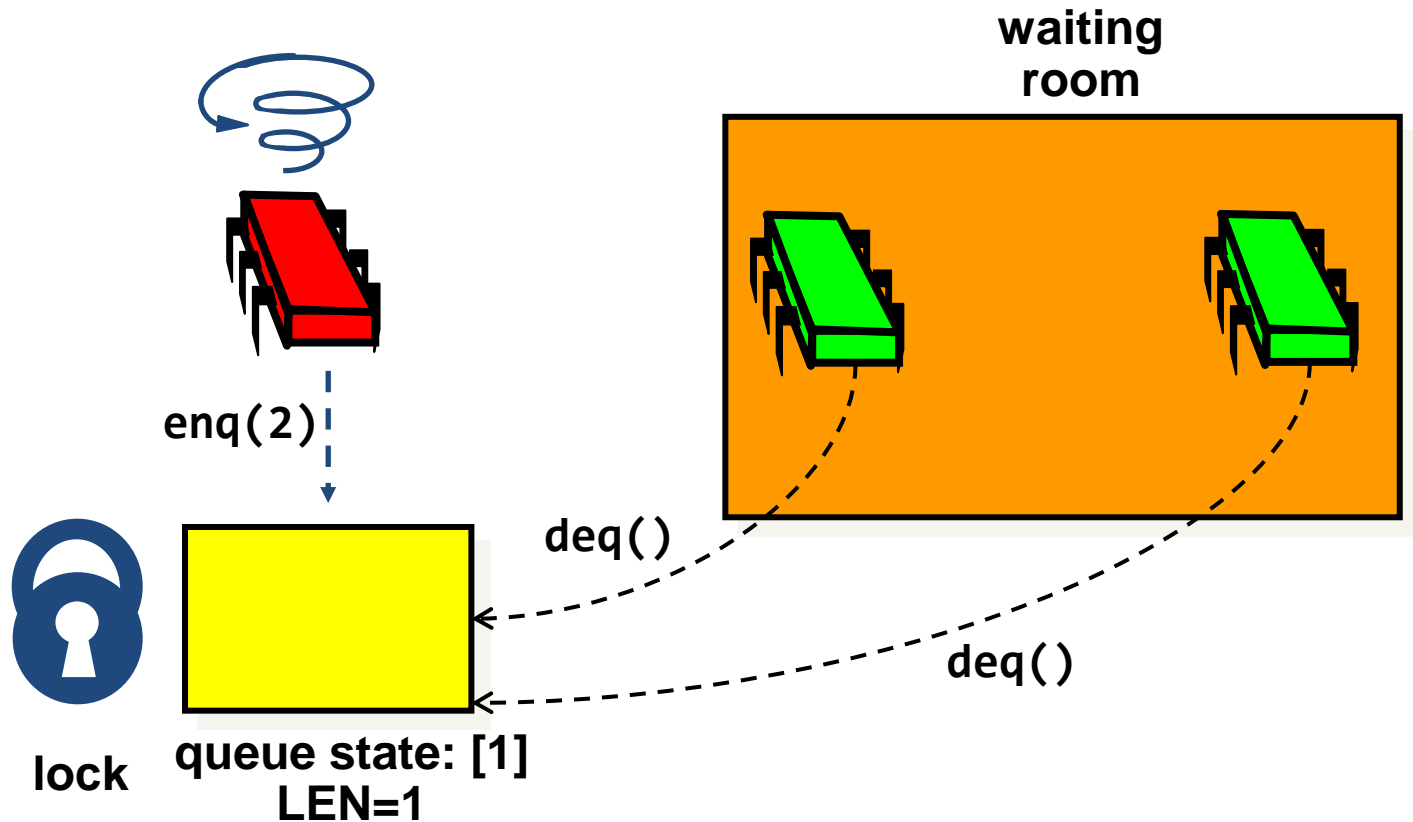 waiting
room
enq(2)
deq()
deq()
lock
queue state: [1]
LEN=1